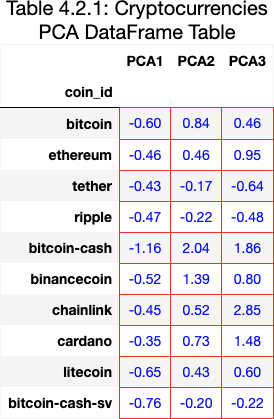 Table 4.2.1: Cryptocurrencies
PCA DataFrame Table
PCA1 PCA2 PCA3
coin_id
bitcoin -0.60 0.84 0.46
ethereum -0.46 0.46 0.95
tether -0.43 -0.17 -0.64
ripple -0.47 -0.22 -0.48
bitcoin-cash -1.16 2.04 1.86
binancecoin -0.52 1.39 0.80
chainlink -0.45 0.52 2.85
cardano -0.35 0.73 1.48
litecoin -0.65 0.43 0.60
bitcoin-cash-sv -0.76 -0.20 -0.22